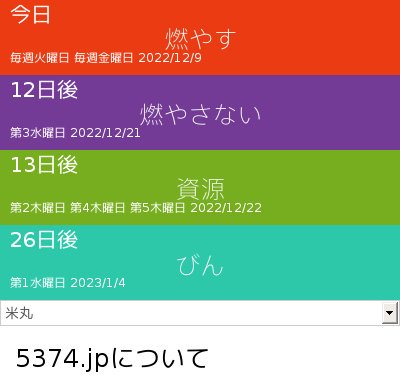 今日
燃やす
毎週火曜日 毎週金曜日 2022/12/9
12日後
燃やさない
第3水曜日 2022/12/21
13日後
資源
第2木曜日 第4木曜日 第5木曜日 2022/12/22
26日後
びん
第1水曜日 2023/1/4
米丸
5374.jpについて